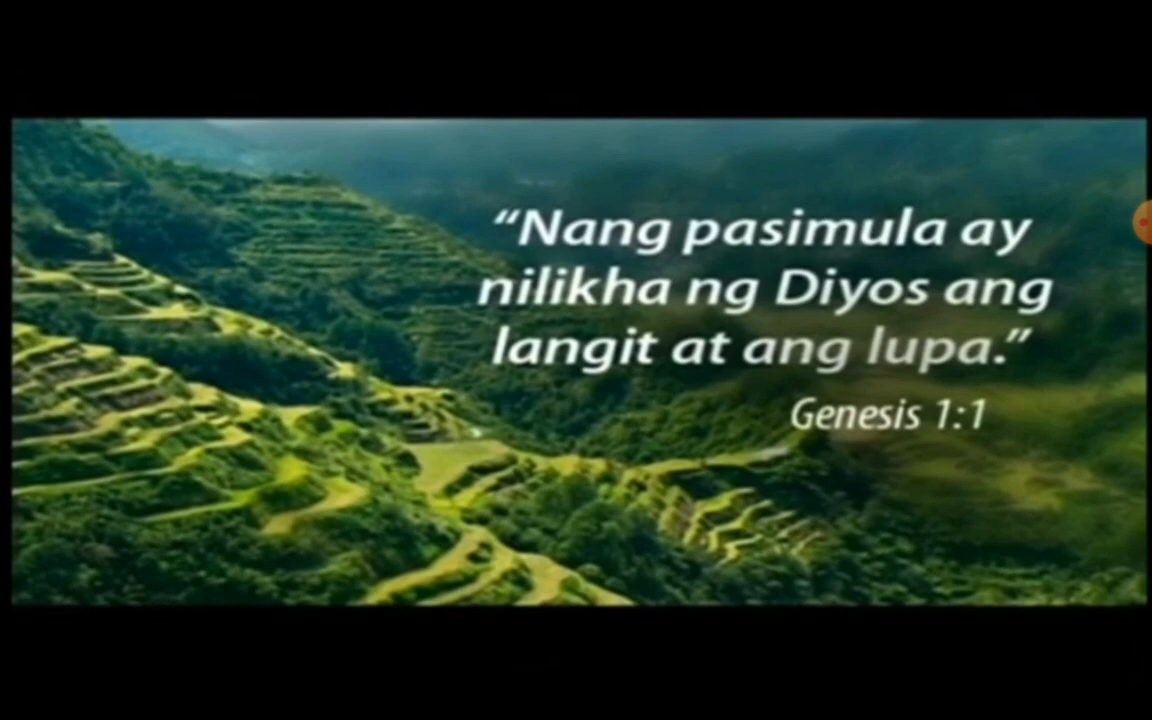 “Nang pasimula ay
nilikha ng Diyos ang
langit at ang lupa.”
Genesis 1:1